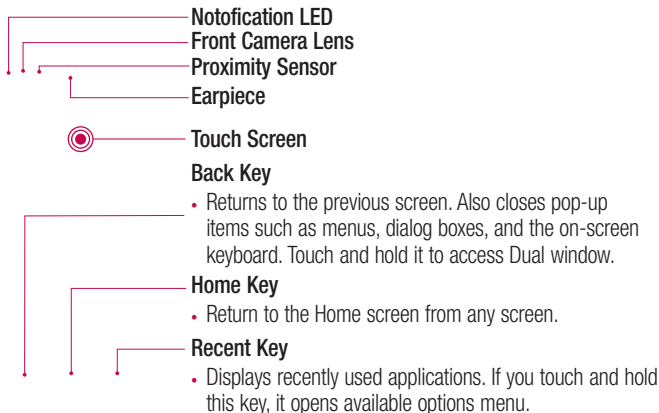 Notofication LED
Front Camera Lens
Proximity Sensor
Earpiece
Touch Screen
Back Key
• Returns to the previous screen. Also closes pop-up
items such as menus, dialog boxes, and the on-screen
keyboard. Touch and hold it to access Dual window.
Home Key
• Return to the Home screen from any screen.
Recent Key
• Displays recently used applications. If you touch and hold
this key, it opens available options menu.